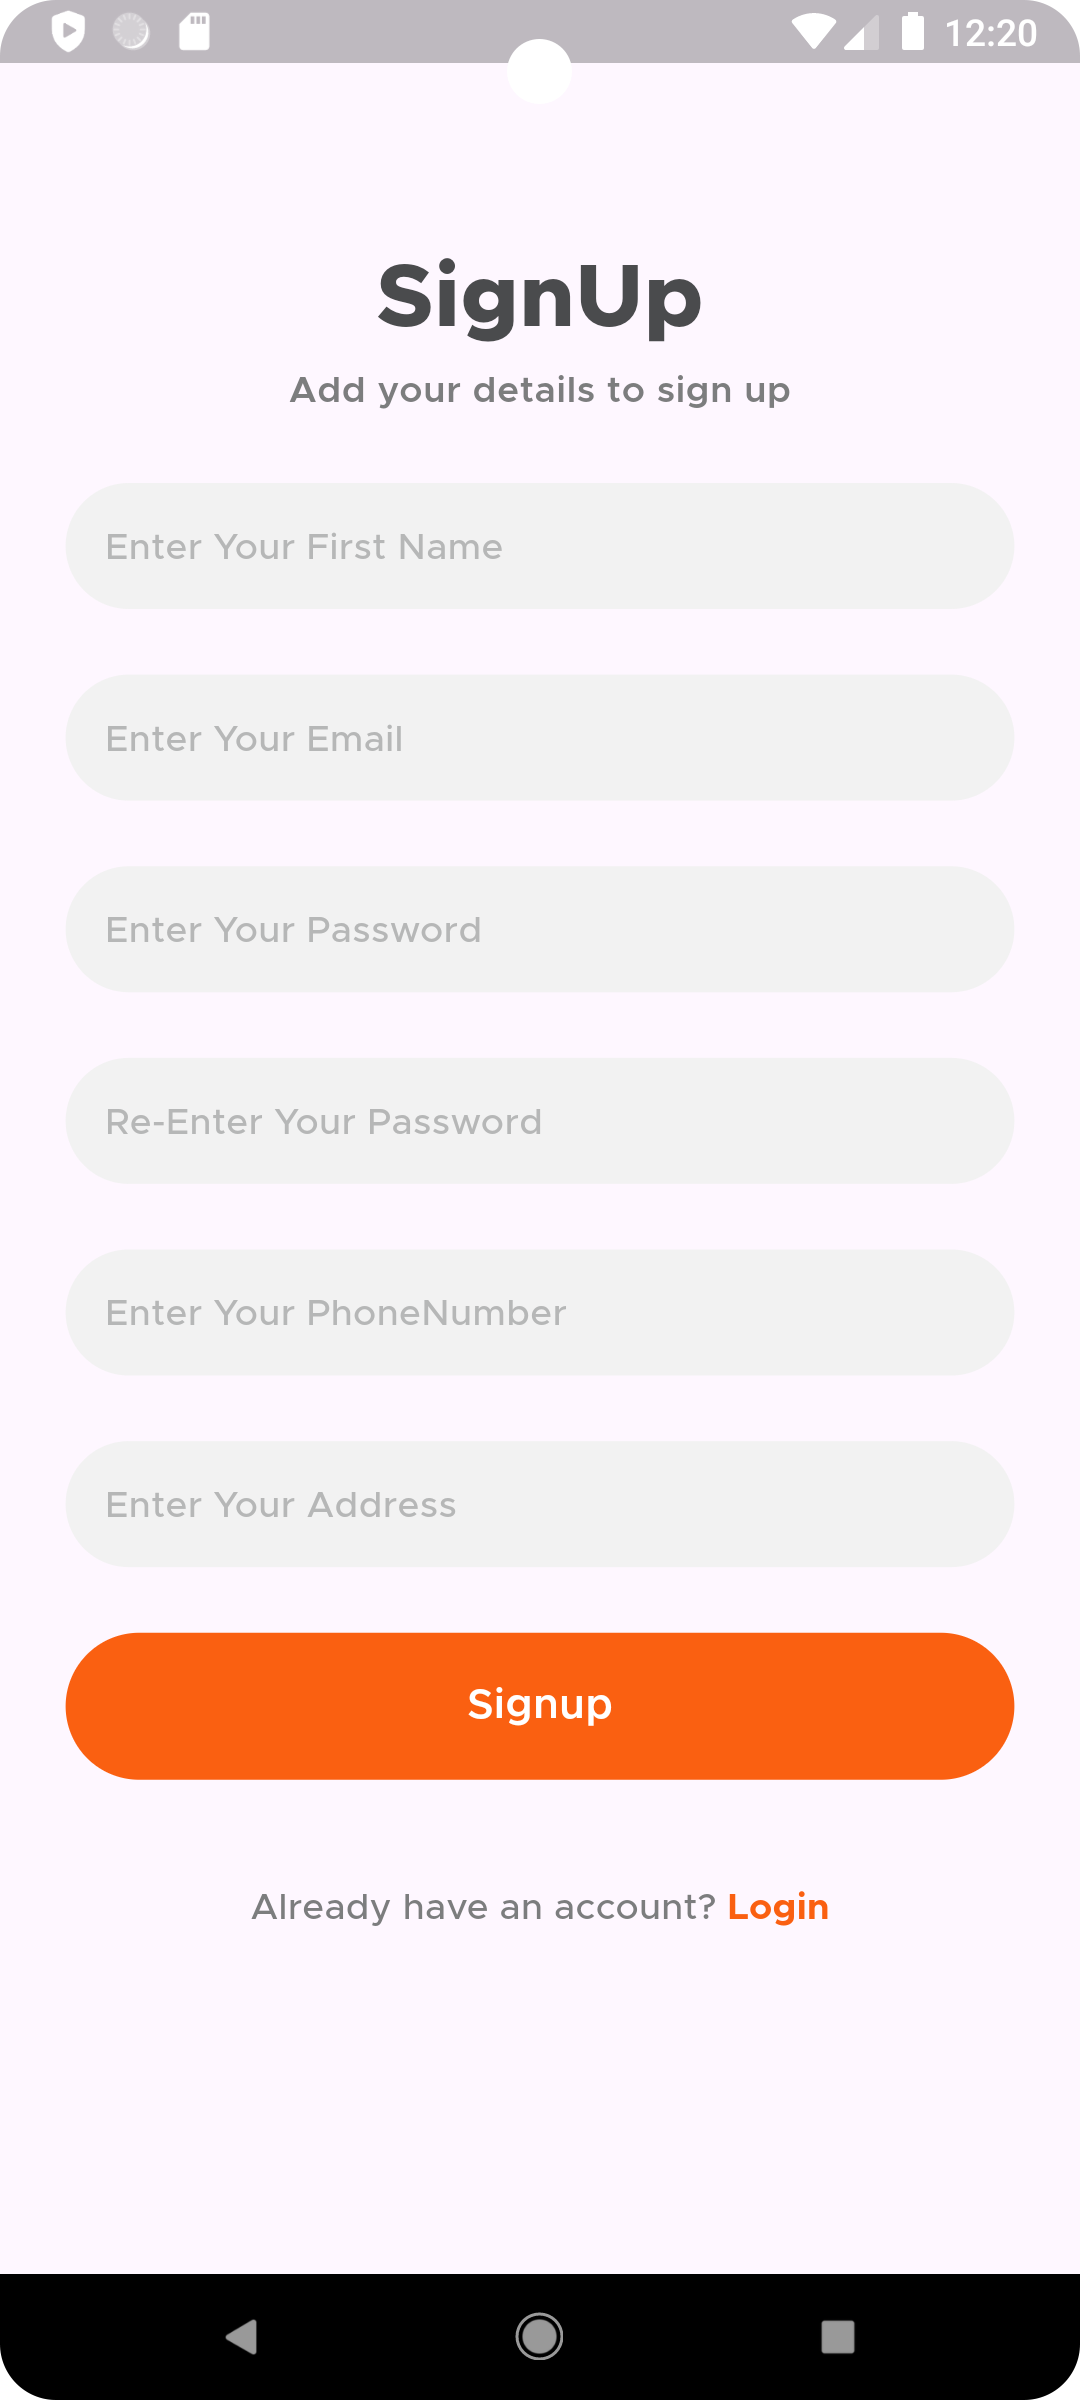 12:20
SignUp
Add your details to sign up
Enter Your First Name
Enter Your Email
Enter Your Password
Re-Enter Your Password
Enter Your PhoneNumber
Enter Your Address
Signup
Already have an account? Login